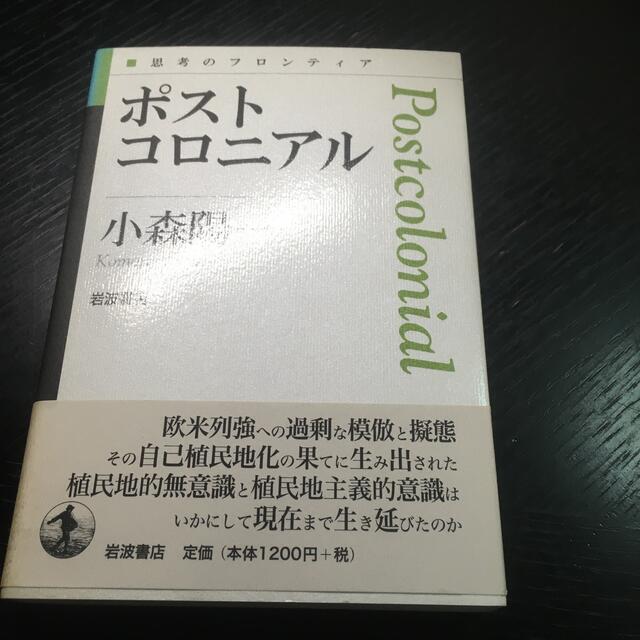 ■思考のフロンティア
ポスト
コロニアル
Postcolonial
小森陽一
岩波書店
欧米列強への過剰な模倣と擬態
その自己植民地化の果てに生み出された
植民地的無意識と植民地主義的意識は
いかにして現在まで生き延びたのか
岩波書店 定価（本体1200円＋税）